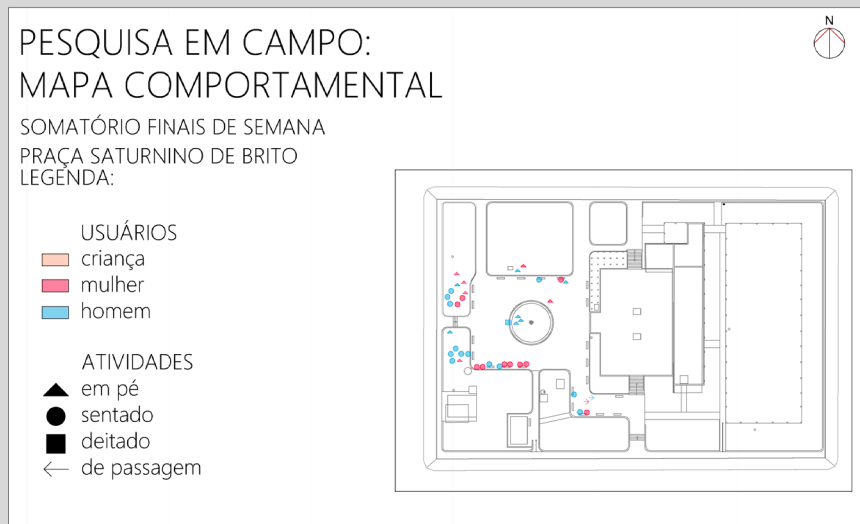 PESQUISA EM CAMPO:
MAPA COMPORTAMENTAL
SOMATÓRIO FINAIS DE SEMANA
PRAÇA SATURNINO DE BRITO
LEGENDA:
USUÁRIOS
criança
mulher
homem
ATIVIDADES
em pé
sentado
deitado
de passagem
N